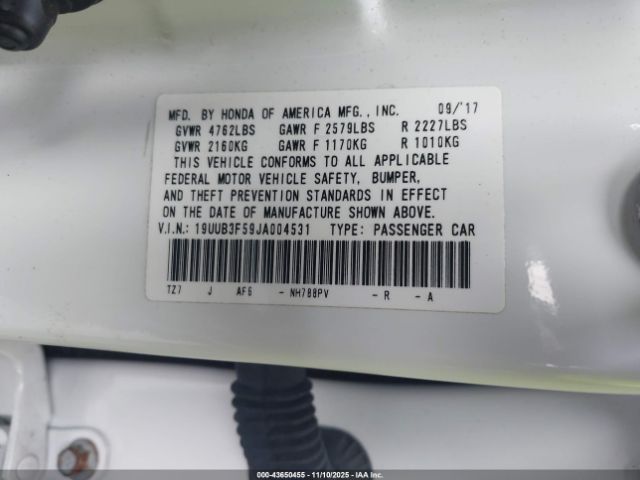 MFD. BY HONDA OF AMERICA MFG., INC. 09/'17
GVWR 4762LBS GAWR F 2579LBS R 2227LBS
GVWR 2160KG GAWR F 1170KG R 1010KG
THIS VEHICLE CONFORMS TO ALL APPLICABLE
FEDERAL MOTOR VEHICLE SAFETY, BUMPER,
AND THEFT PREVENTION STANDARDS IN EFFECT
ON THE DATE OF MANUFACTURE SHOWN ABOVE.
V.I.N.: 19UUB3F59JA004531 TYPE: PASSENGER CAR
TZ7 J AF6 - NH788PV - R - A
000-43650455 - 11/10/2025 - IAAI.COM